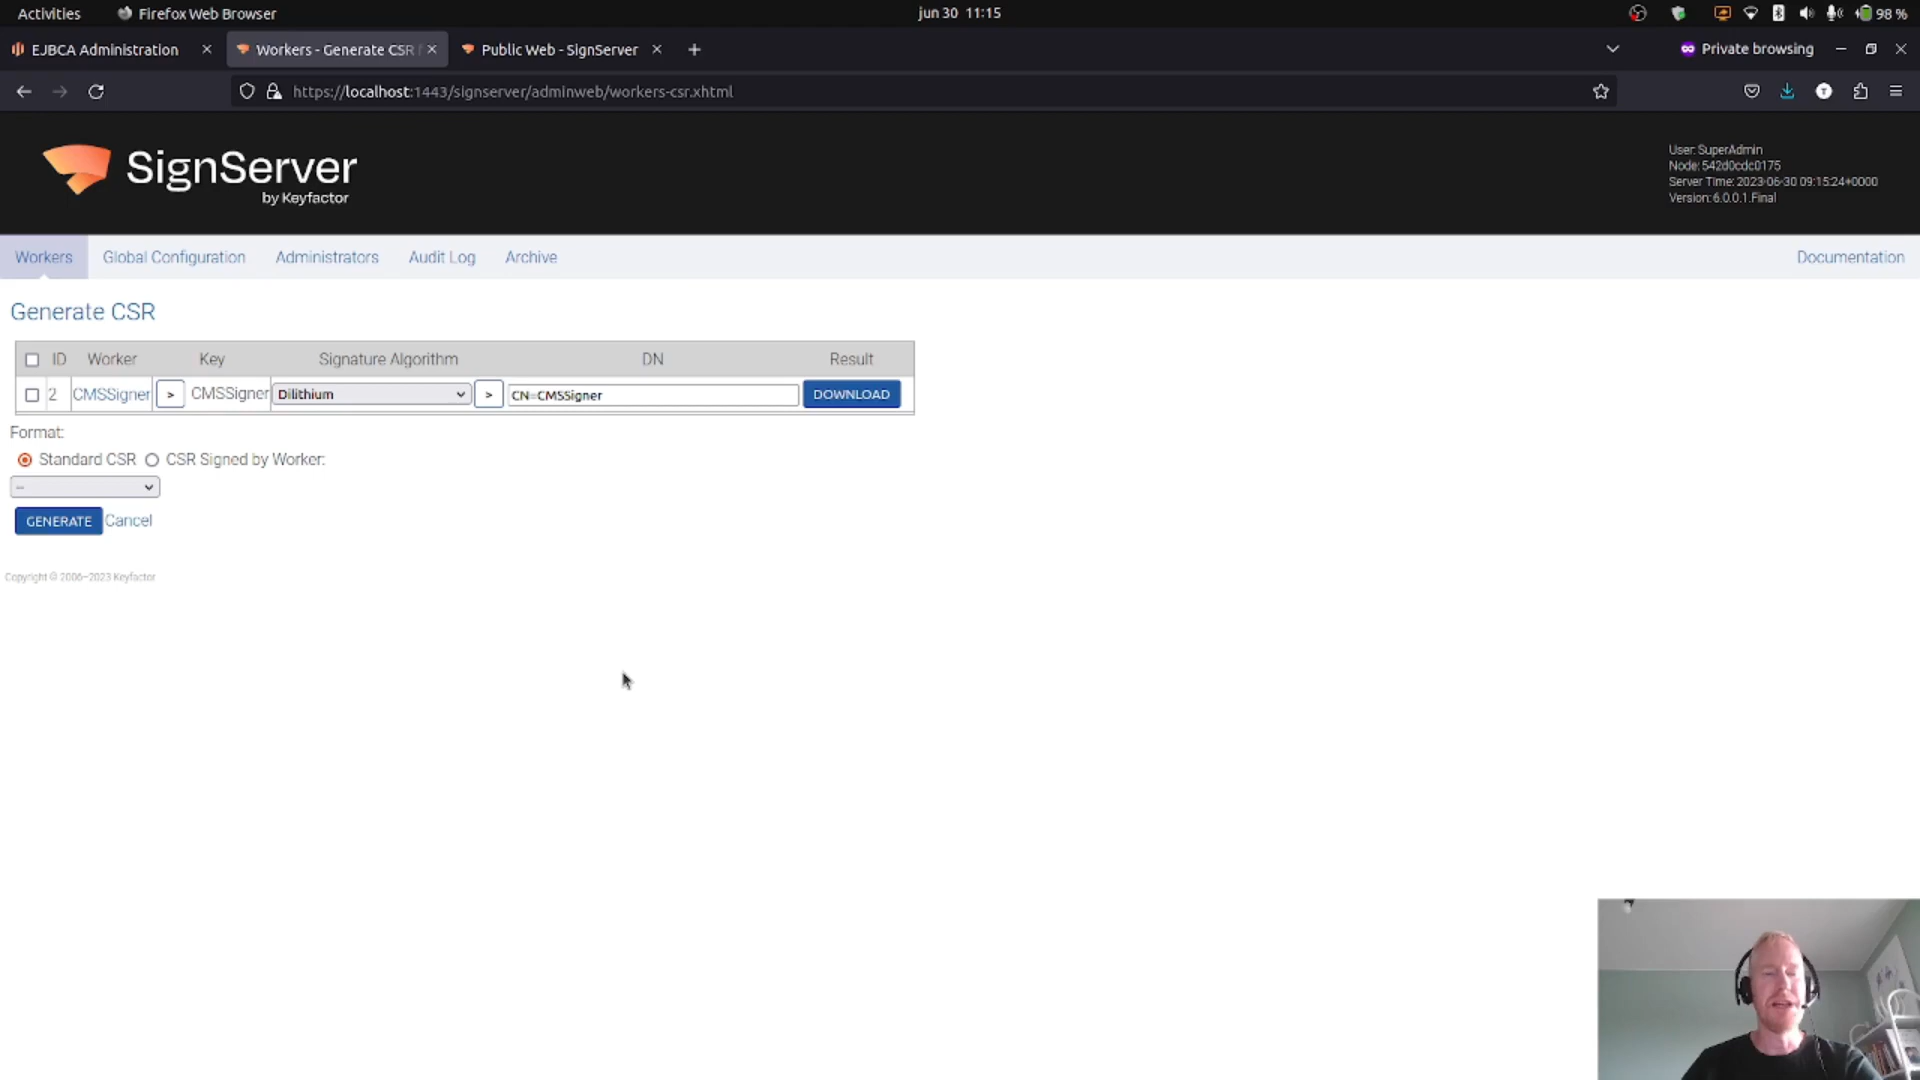 Activities Firefox Web Browser jun 30 11:15 98 %
EJBCA Administration Workers - Generate CSR Public Web - SignServer Private browsing
https://localhost:1443/signserver/adminweb/workers-csr.xhtml
SignServer
by Keyfactor
User: SuperAdmin
Node: 542d0cdc0175
Server Time: 2023-06-30 09:15:24+0000
Version: 6.0.0.1.Final
Workers Global Configuration Administrators Audit Log Archive Documentation
Generate CSR
ID Worker Key Signature Algorithm DN Result
2 CMSSigner > CMSSigner Dilithium > CN=CMSSigner DOWNLOAD
Format:
Standard CSR CSR Signed by Worker:
--
GENERATE Cancel
Copyright © 2006–2023 Keyfactor